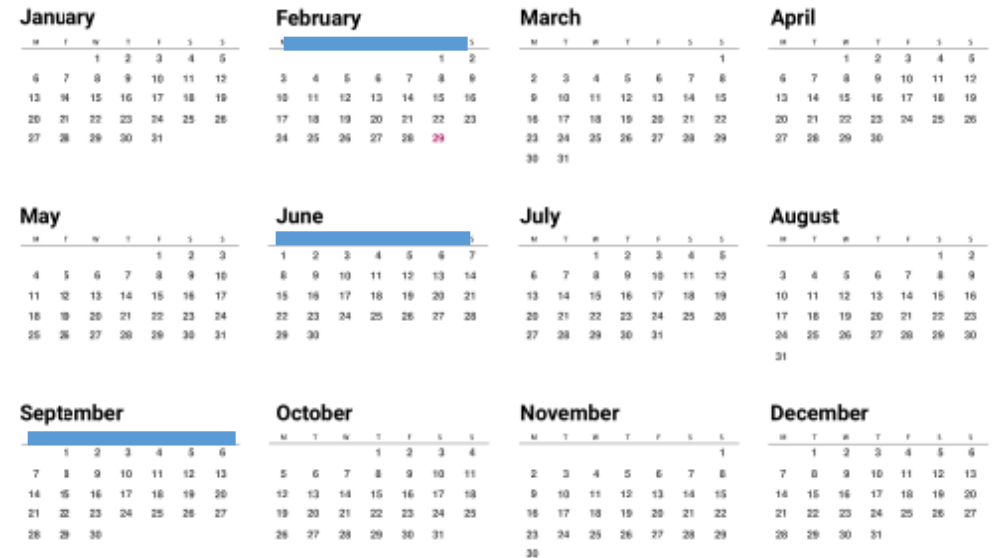 January February March April
M T W T F S S S M T W T F S S M T W T F S S
1 2 3 4 5 1 2 1 1 2 3 4 5
6 7 8 9 10 11 12 3 4 5 6 7 8 9 2 3 4 5 6 7 8 6 7 8 9 10 11 12
13 14 15 16 17 18 19 10 11 12 13 14 15 16 9 10 11 12 13 14 15 13 14 15 16 17 18 19
20 21 22 23 24 25 26 17 18 19 20 21 22 23 16 17 18 19 20 21 22 20 21 22 23 24 25 26
27 28 29 30 31 24 25 26 27 28 29 23 24 25 26 27 28 29 27 28 29 30
30 31
May June July August
M T W T F S S S M T W T F S S M T W T F S S
1 2 3 1 2 3 4 5 6 7 1 2 3 4 5 1 2
4 5 6 7 8 9 10 8 9 10 11 12 13 14 6 7 8 9 10 11 12 3 4 5 6 7 8 9
11 12 13 14 15 16 17 15 16 17 18 19 20 21 13 14 15 16 17 18 19 10 11 12 13 14 15 16
18 19 20 21 22 23 24 22 23 24 25 26 27 28 20 21 22 23 24 25 26 17 18 19 20 21 22 23
25 26 27 28 29 30 31 29 30 27 28 29 30 31 24 25 26 27 28 29 30
31
September October November December
M T W T F S S M T W T F S S M T W T F S S
1 2 3 4 5 6 1 2 3 4 1 1 2 3 4 5 6
7 8 9 10 11 12 13 5 6 7 8 9 10 11 2 3 4 5 6 7 8 7 8 9 10 11 12 13
14 15 16 17 18 19 20 12 13 14 15 16 17 18 9 10 11 12 13 14 15 14 15 16 17 18 19 20
21 22 23 24 25 26 27 19 20 21 22 23 24 25 16 17 18 19 20 21 22 21 22 23 24 25 26 27
28 29 30 26 27 28 29 30 31 23 24 25 26 27 28 29 28 29 30 31
30